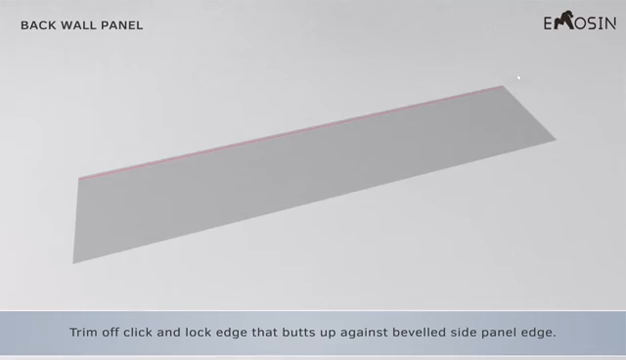 BACK WALL PANEL
EMOSIN
Trim off click and lock edge that butts up against bevelled side panel edge.